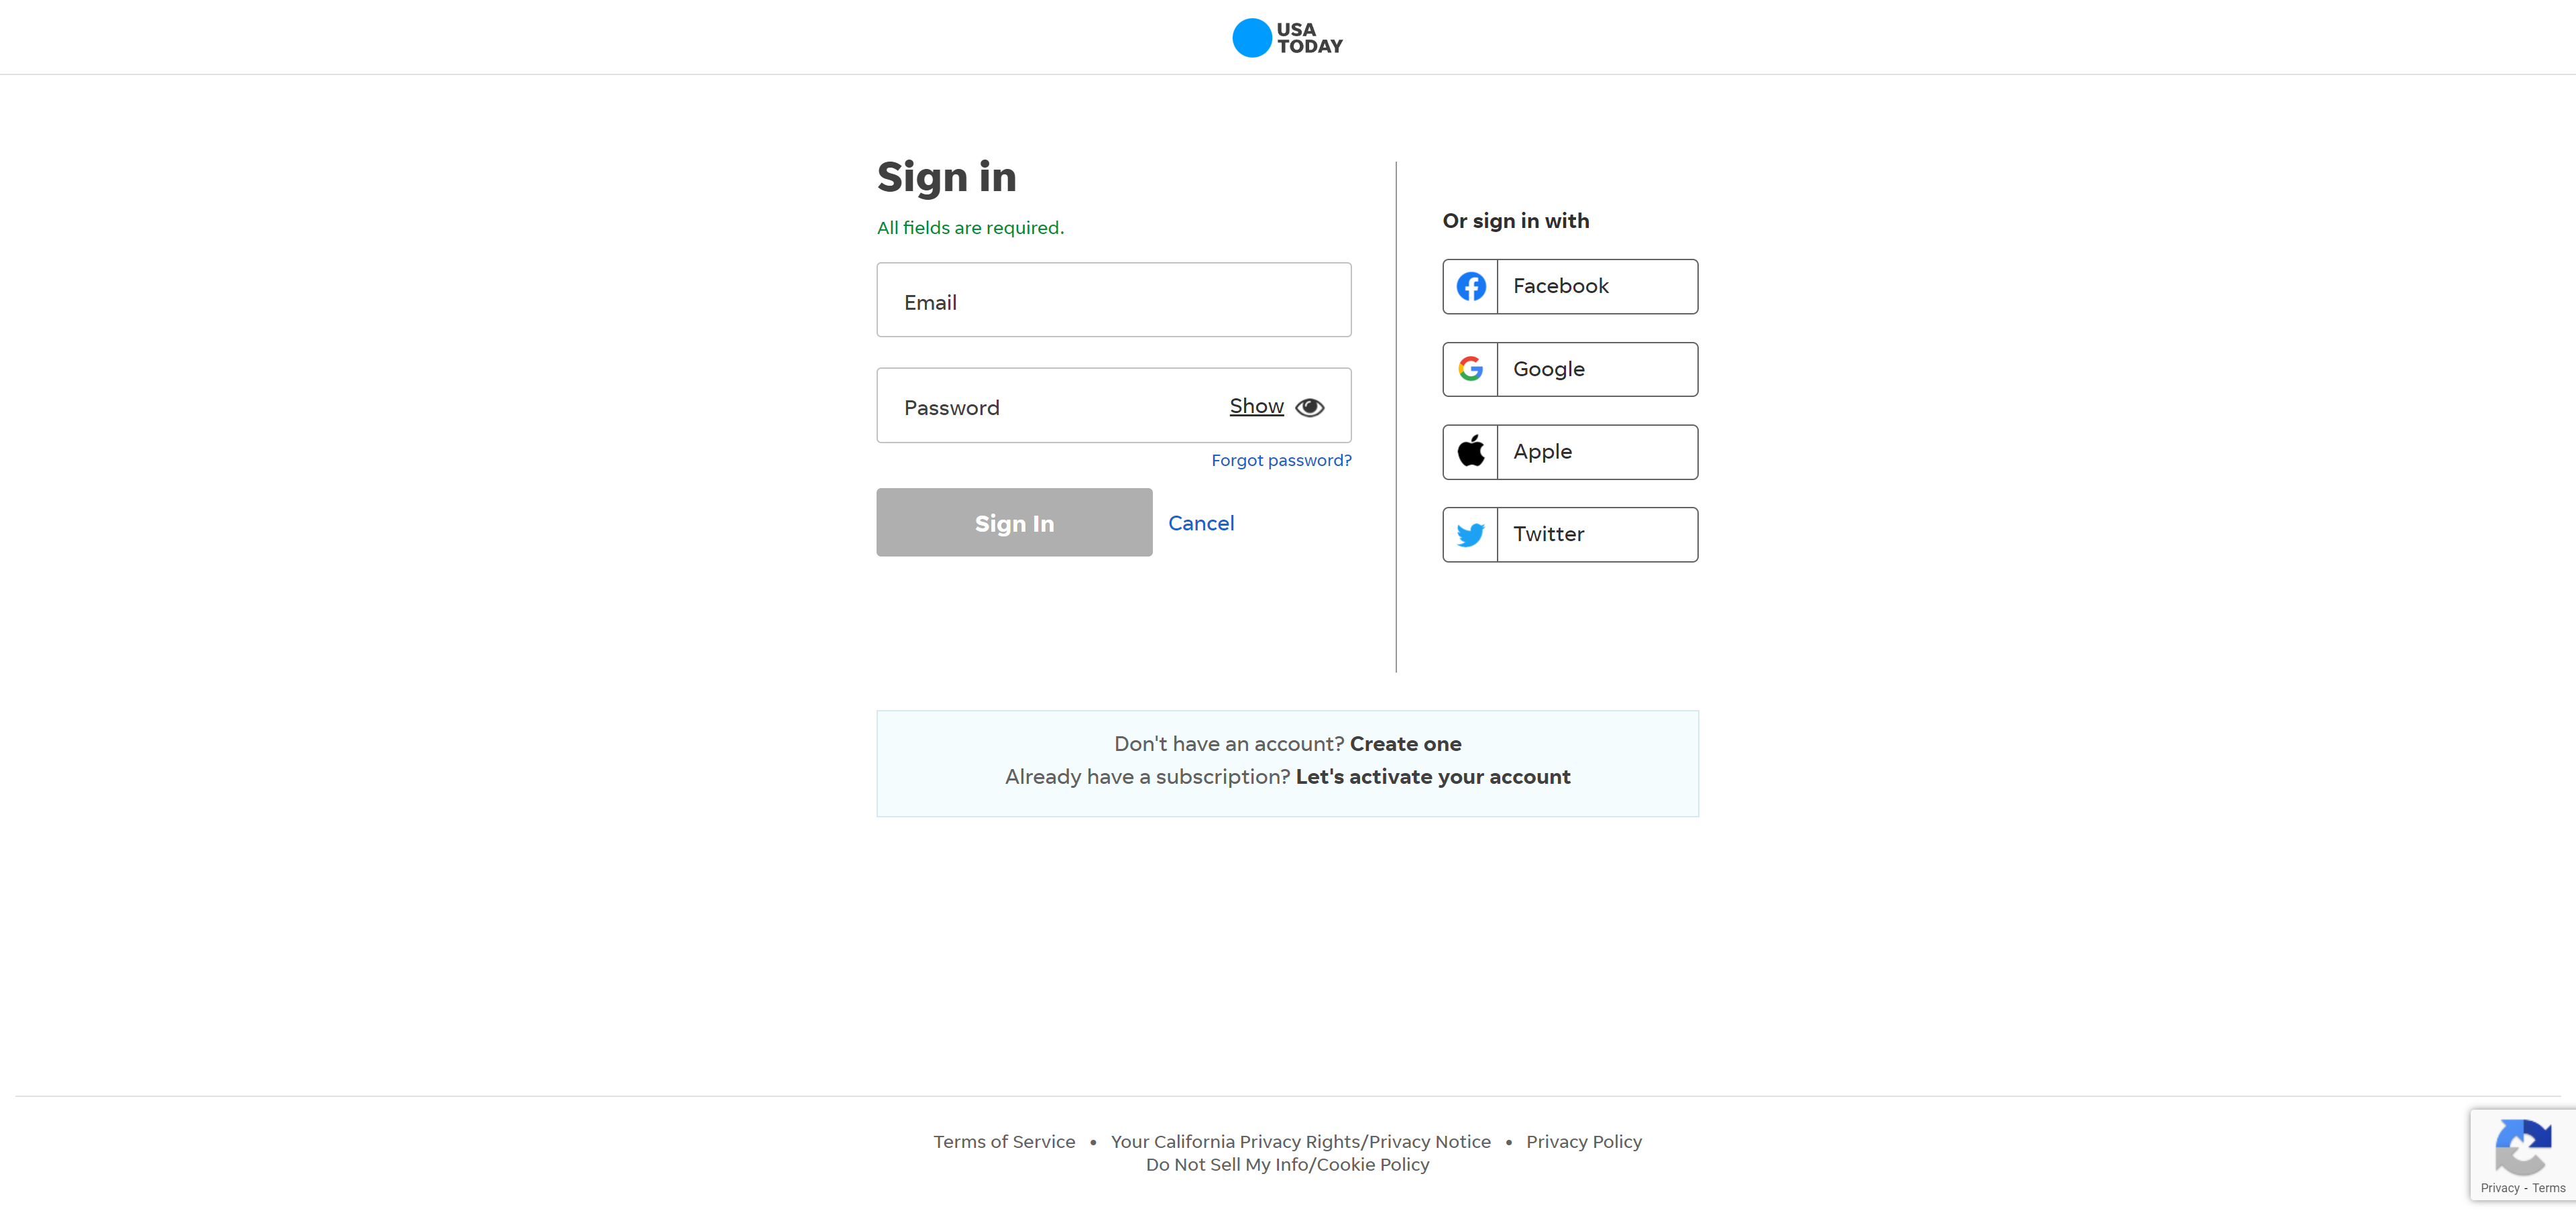 USA
TODAY
Sign in
All fields are required.
Email
Password Show
Forgot password?
Sign In Cancel
Or sign in with
Facebook
Google
Apple
Twitter
Don't have an account? Create one
Already have a subscription? Let's activate your account
Terms of Service • Your California Privacy Rights/Privacy Notice • Privacy Policy
Do Not Sell My Info/Cookie Policy
Privacy - Terms